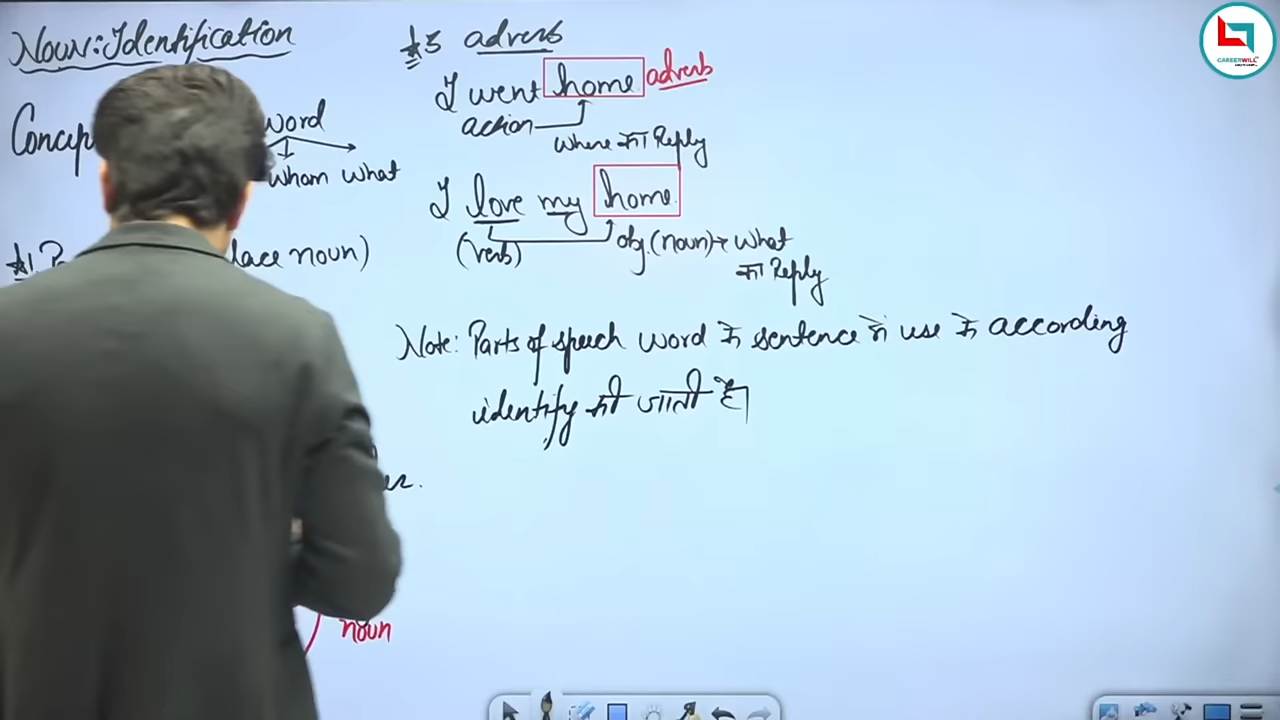 Noun: Identification
Concep
word
Wham what
*1 P
lace noun)
er.
noun
*3 adverb
I went home adverb
action
where का Reply
I love my home
(verb)
obj. (noun) → What
का Reply
Note: Parts of speech word के sentence में use के according
identify की जाती है।
CAREERWILL